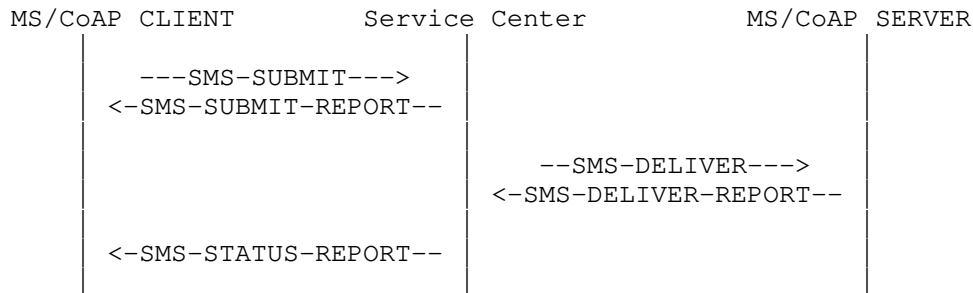 MS/CoAP CLIENT Service Center MS/CoAP SERVER
---SMS-SUBMIT--->
<-SMS-SUBMIT-REPORT--
--SMS-DELIVER--->
<-SMS-DELIVER-REPORT--
<-SMS-STATUS-REPORT--